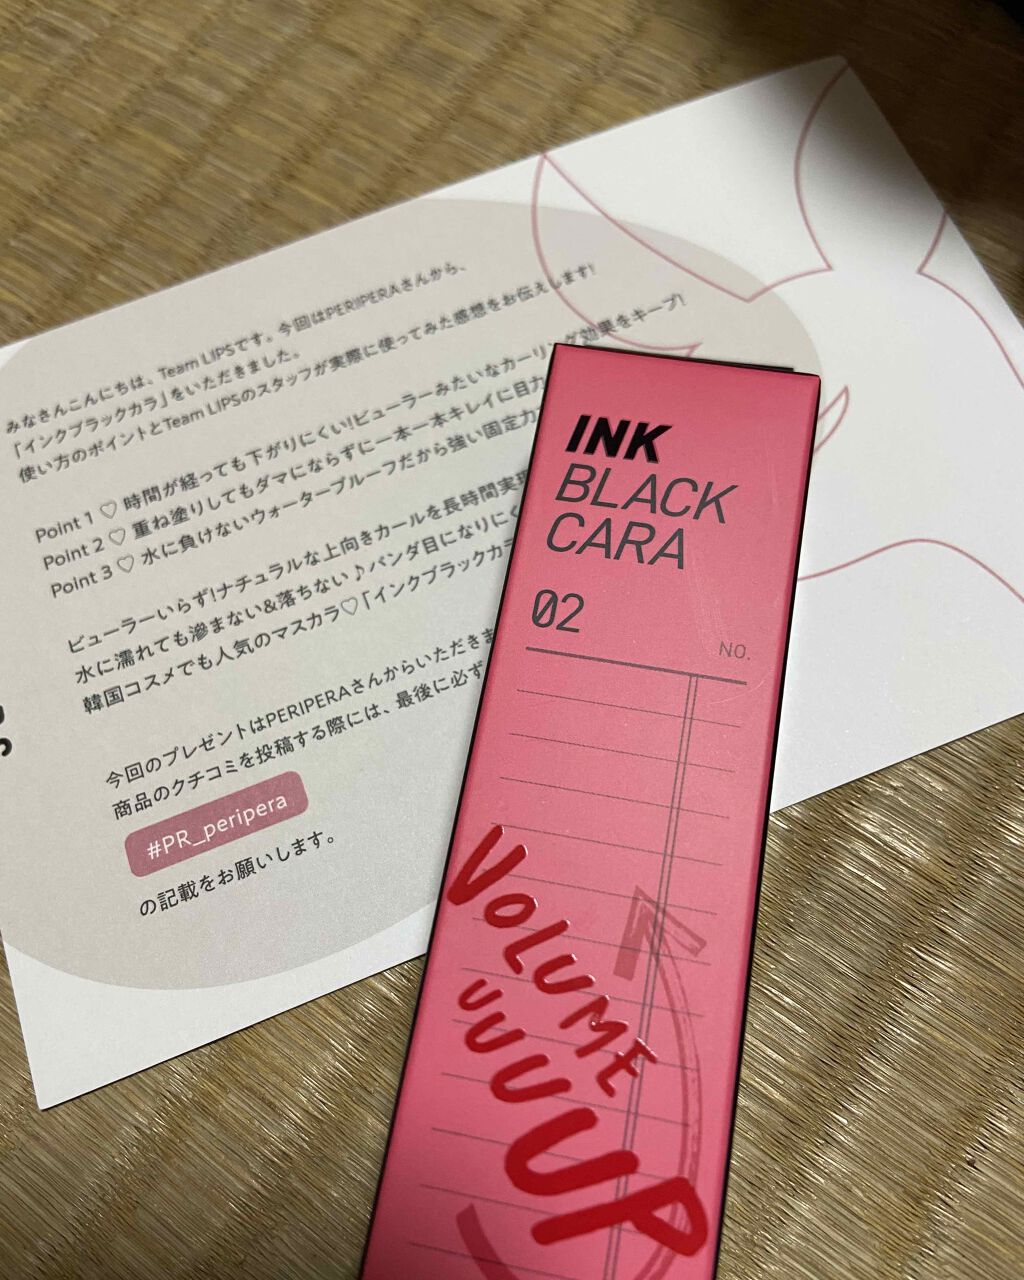 みなさんこんにちは、Team LIPSです。今回はPERIPERAさんから、
「インクブラックカラ」をいただきました。
使い方のポイントとTeam LIPSのスタッフが実際に使ってみた感想をお伝えします!
Point 1 ♡ 時間が経っても下がりにくい!ビューラーみたいなカーリング効果をキープ!
Point 2 ♡ 重ね塗りしてもダマにならずに一本一本キレイに目力
Point 3 ♡ 水に負けないウォータープルーフだから強い固定力
ビューラーいらず!ナチュラルな上向きカールを長時間実現
水に濡れても滲まない&落ちない♪パンダ目になりにく
韓国コスメでも人気のマスカラ♡「インクブラックカラ
今回のプレゼントはPERIPERAさんからいただきま
商品のクチコミを投稿する際には、最後に必ず
#PR_peripera
の記載をお願いします。
INK
BLACK
CARA
02
NO.
VOLUME
UUUUP